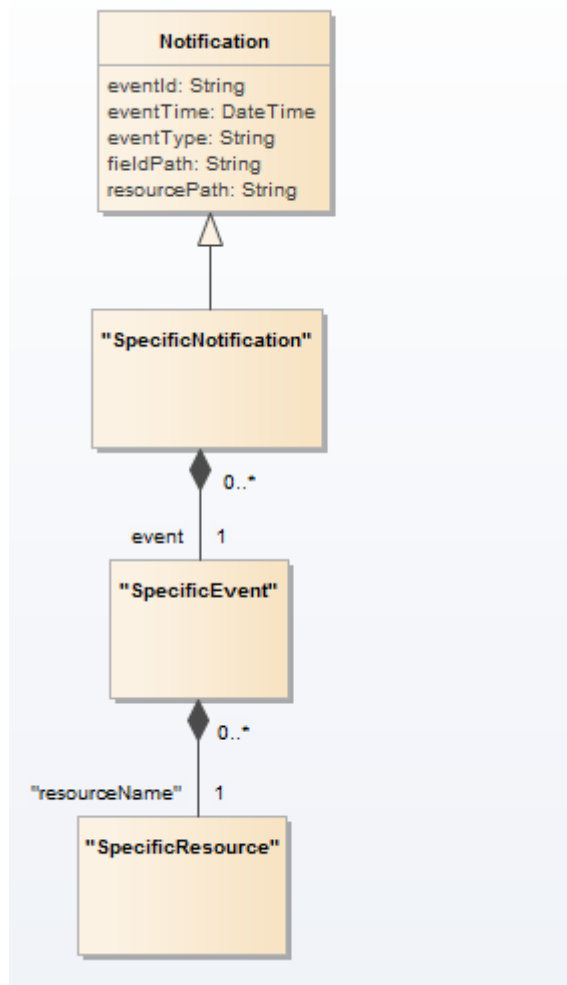 Notification
eventId: String
eventTime: DateTime
eventType: String
fieldPath: String
resourcePath: String
"SpecificNotification"
0..*
event 1
"SpecificEvent"
0..*
"resourceName" 1
"SpecificResource"